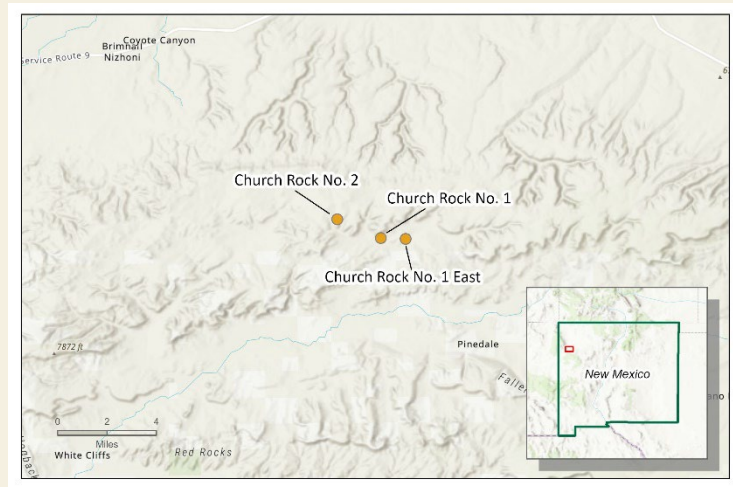 Coyote Canyon
Brimhall
Nizhoni
Service Route 9
Church Rock No. 2
Church Rock No. 1
Church Rock No. 1 East
7872 ft
Pinedale
New Mexico
0 2 4
Miles
White Cliffs
Red Rocks